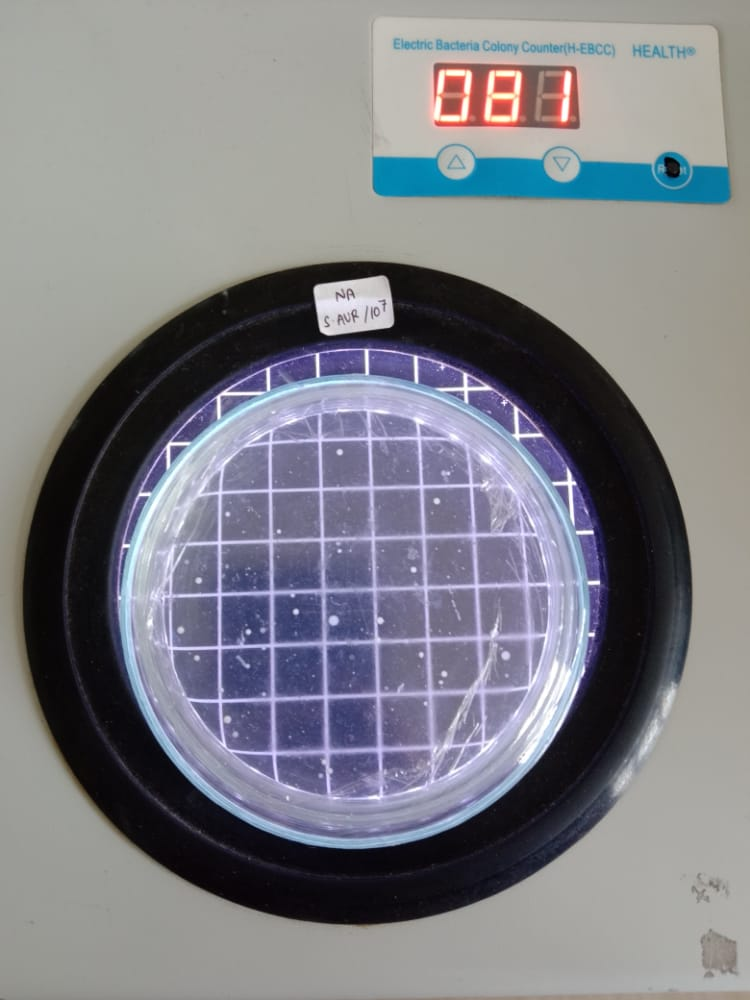 Electric Bacteria Colony Counter(H-EBCC) HEALTH®
081
NA
S.AUR/10⁷